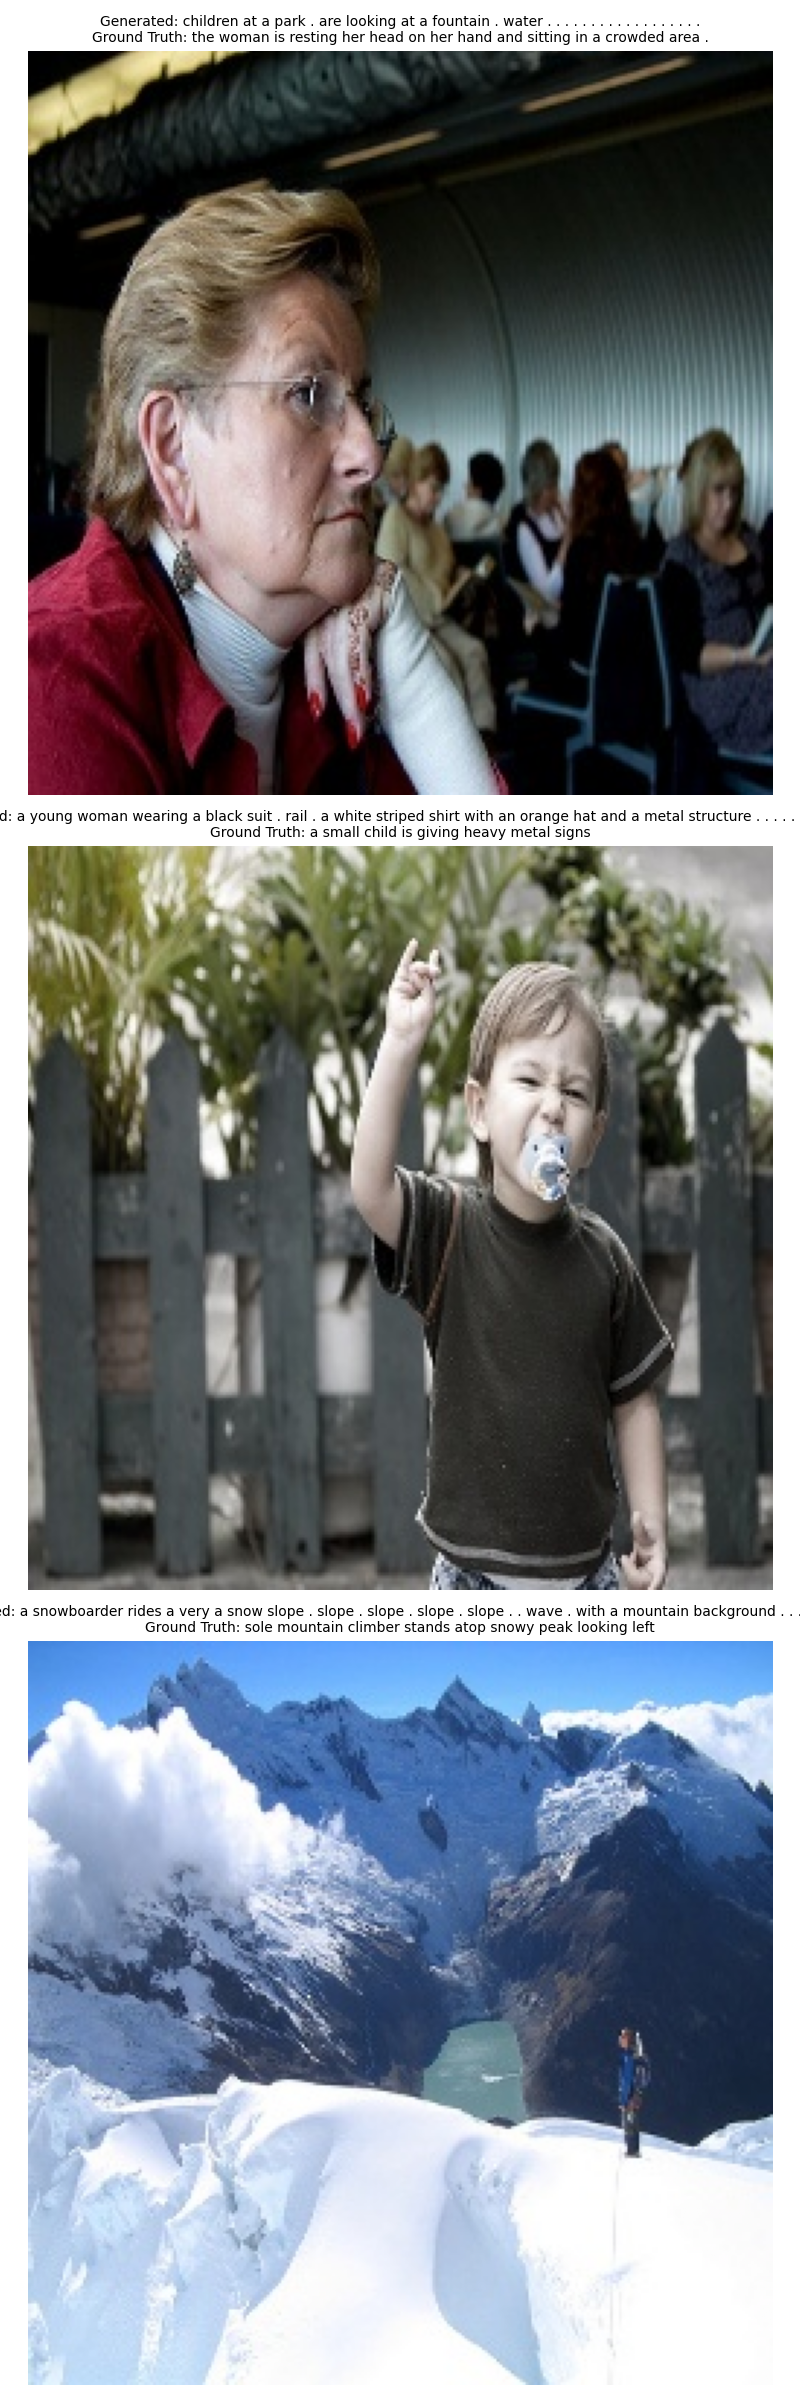 Generated: children at a park . are looking at a fountain . water . . . . . . . . . . . . . . . . . .
Ground Truth: the woman is resting her head on her hand and sitting in a crowded area .
d: a young woman wearing a black suit . rail . a white striped shirt with an orange hat and a metal structure . . . . .
Ground Truth: a small child is giving heavy metal signs
ed: a snowboarder rides a very a snow slope . slope . slope . slope . slope . . wave . with a mountain background . . .
Ground Truth: sole mountain climber stands atop snowy peak looking left